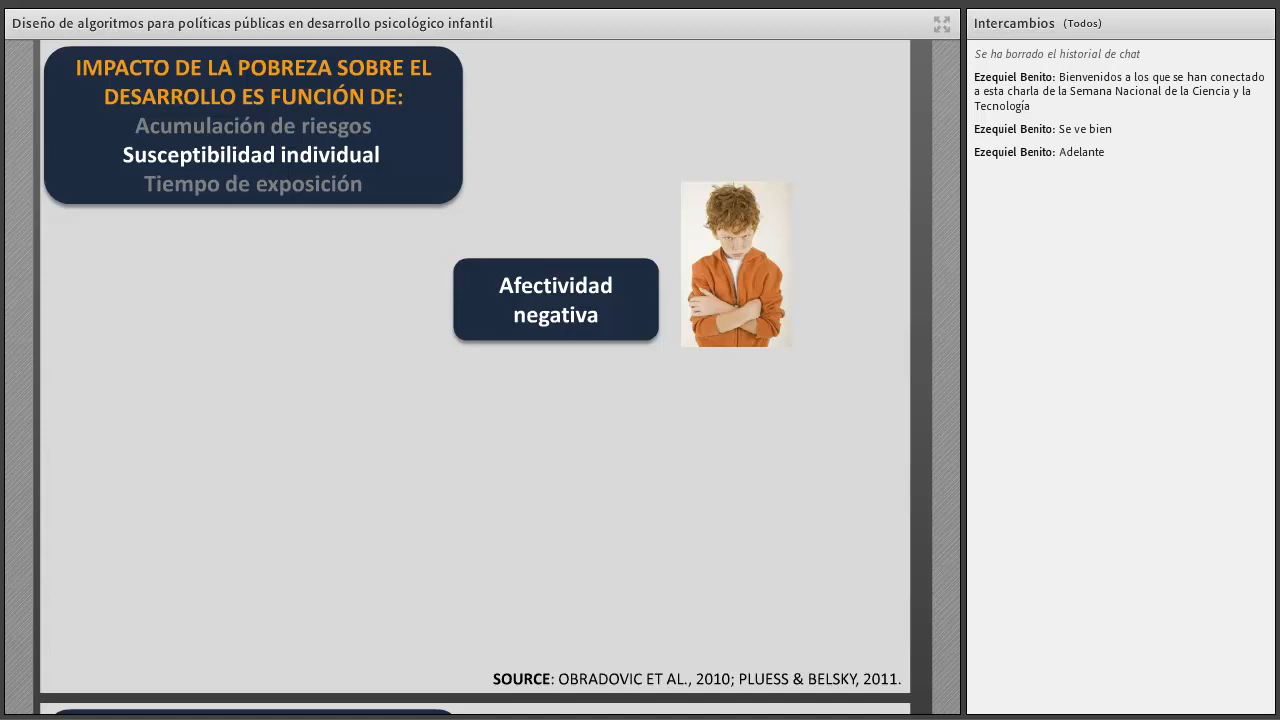 Diseño de algoritmos para políticas públicas en desarrollo psicológico infantil
IMPACTO DE LA POBREZA SOBRE EL
DESARROLLO ES FUNCIÓN DE:
Acumulación de riesgos
Susceptibilidad individual
Tiempo de exposición
Afectividad
negativa
SOURCE: OBRADOVIC ET AL., 2010; PLUESS & BELSKY, 2011.
Intercambios (Todos)
Se ha borrado el historial de chat
Ezequiel Benito: Bienvenidos a los que se han conectado
a esta charla de la Semana Nacional de la Ciencia y la
Tecnología
Ezequiel Benito: Se ve bien
Ezequiel Benito: Adelante